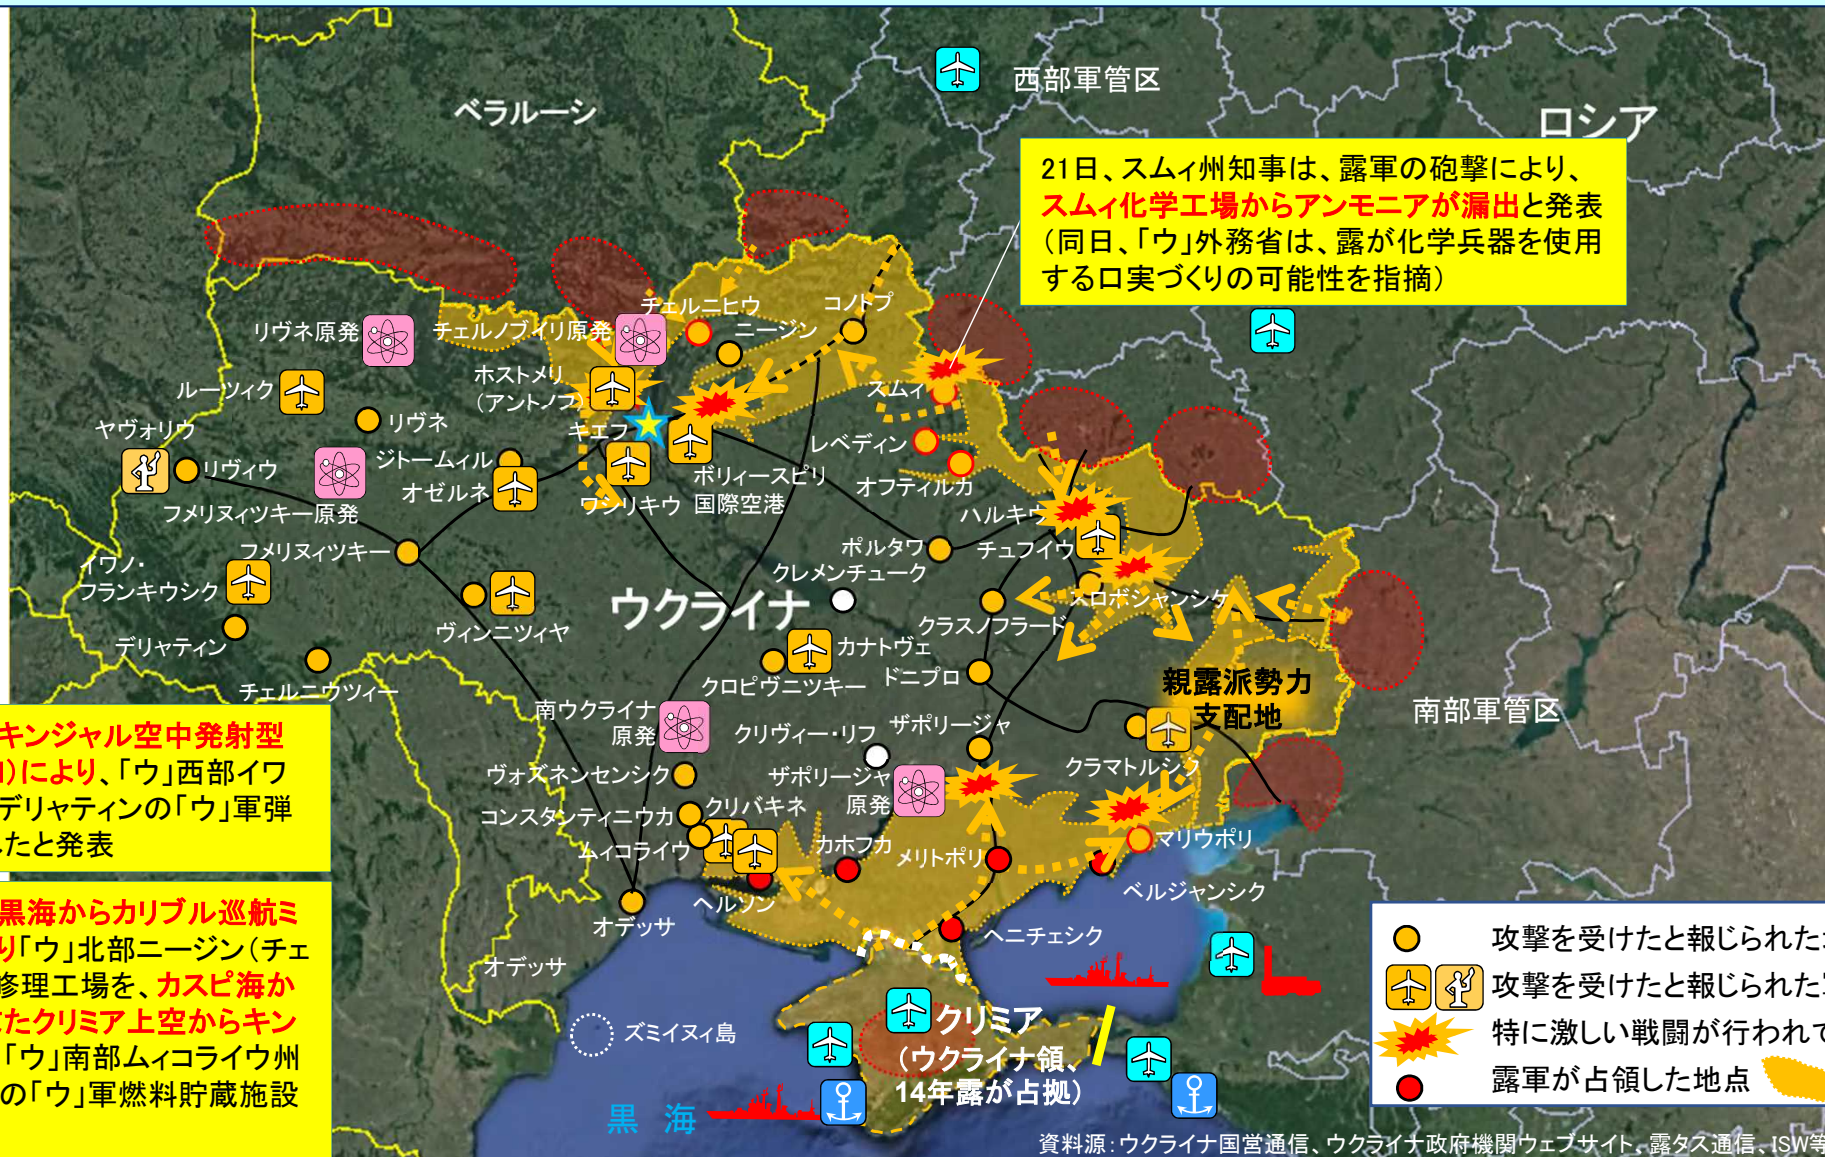 西部軍管区
ベラルーシ
ロシア
21日、スムィ州知事は、露軍の砲撃により、
スムィ化学工場からアンモニアが漏出と発表
(同日、「ウ」外務省は、露が化学兵器を使用
する口実づくりの可能性を指摘)
チェルニヒウ
コノトプ
リヴネ原発
チェルノブイリ原発
ニージン
ルーツィク
ホストメリ
(アントノフ)
スムィ
ヤヴォリウ
リヴネ
キエフ
レベディン
リヴィウ
ジトームィル
オゼルネ
ボリィースピリ
国際空港
オフティルカ
フメリヌィツキー原発
ワシリキウ
ハルキウ
フメリヌィツキー
ポルタワ
チュフイウ
イワノ・
フランキウシク
クレメンチューク
スロボジャンシケ
ウクライナ
デリャティン
ヴィンニツィヤ
クラスノフラード
カナトヴェ
チェルニウツィー
クロピヴニツキー
ドニプロ
親露派勢力
支配地
南ウクライナ
原発
クリヴィー・リフ
ザポリージャ
南部軍管区
キンジャル空中発射型
)により、「ウ」西部イワ
デリャティンの「ウ」軍弾
たと発表
ヴォズネンセンシク
ザポリージャ
原発
クラマトルシク
コンスタンティニウカ
クリバキネ
ムィコライウ
カホフカ
メリトポリ
マリウポリ
ベルジャンシク
ヘルソン
オデッサ
ヘニチェシク
オデッサ
黒海からカリブル巡航ミ
り「ウ」北部ニージン(チェ
修理工場を、カスピ海か
たクリミア上空からキン
「ウ」南部ムィコライウ州
の「ウ」軍燃料貯蔵施設
ズミイヌィ島
クリミア
(ウクライナ領、
14年露が占拠)
黒 海
攻撃を受けたと報じられた
攻撃を受けたと報じられた
特に激しい戦闘が行われて
露軍が占領した地点
資料源:ウクライナ国営通信、ウクライナ政府機関ウェブサイト、露タス通信、ISW等